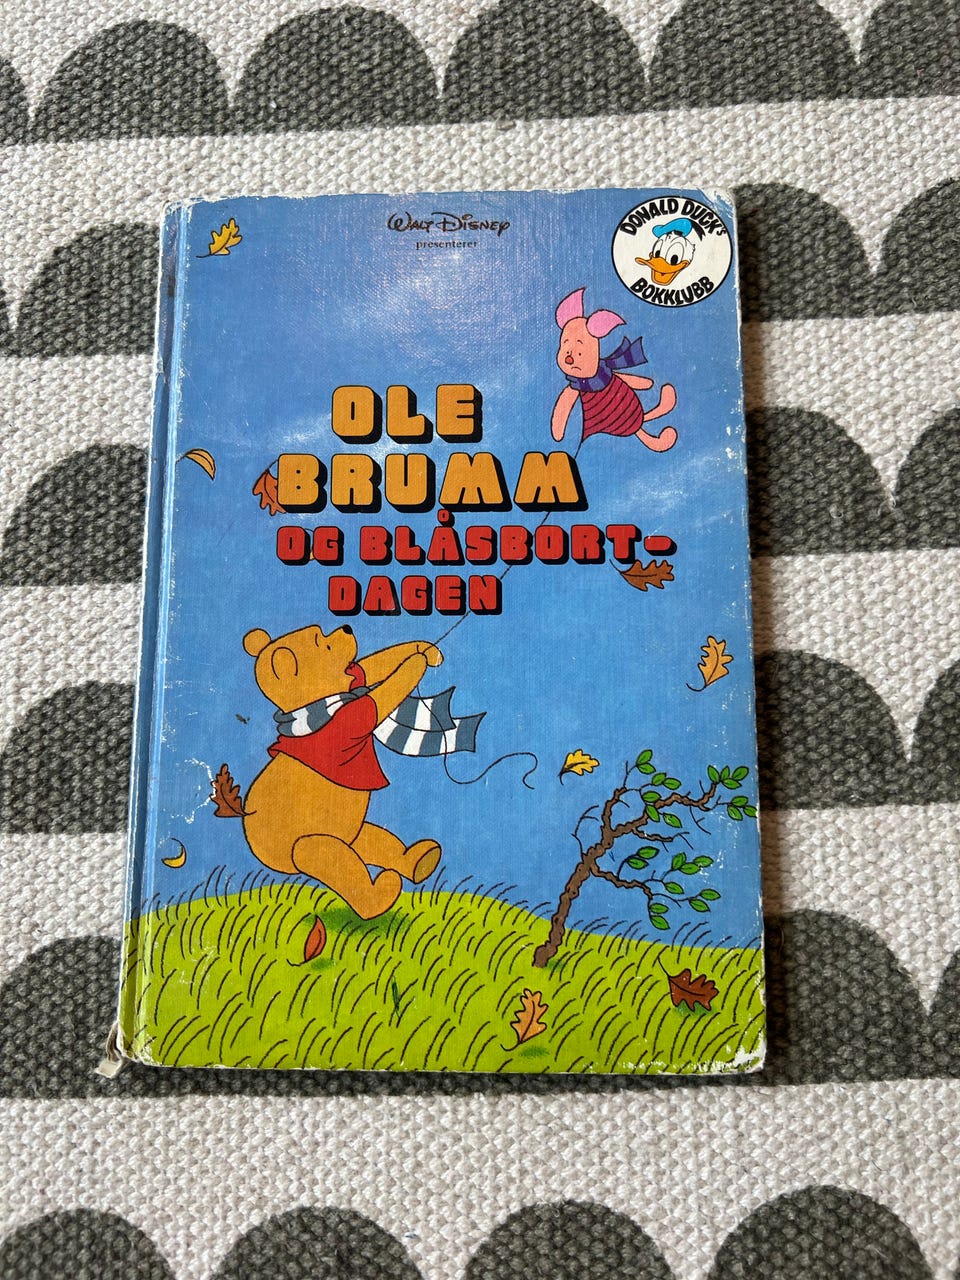 WALT DISNEY
presenterer
DONALD DUCK's
BOKKLUBB
OLE
BRUMM
OG BLÅSBORT-
DAGEN